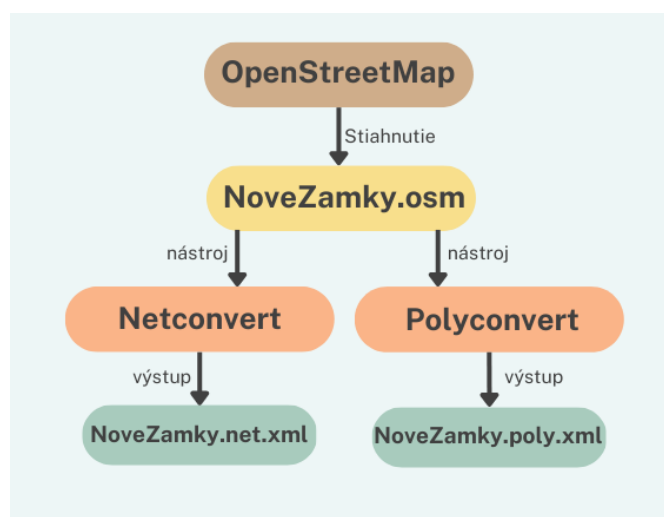 OpenStreetMap
Stiahnutie
NoveZamky.osm
nástroj
nástroj
Netconvert
Polyconvert
výstup
výstup
NoveZamky.net.xml
NoveZamky.poly.xml